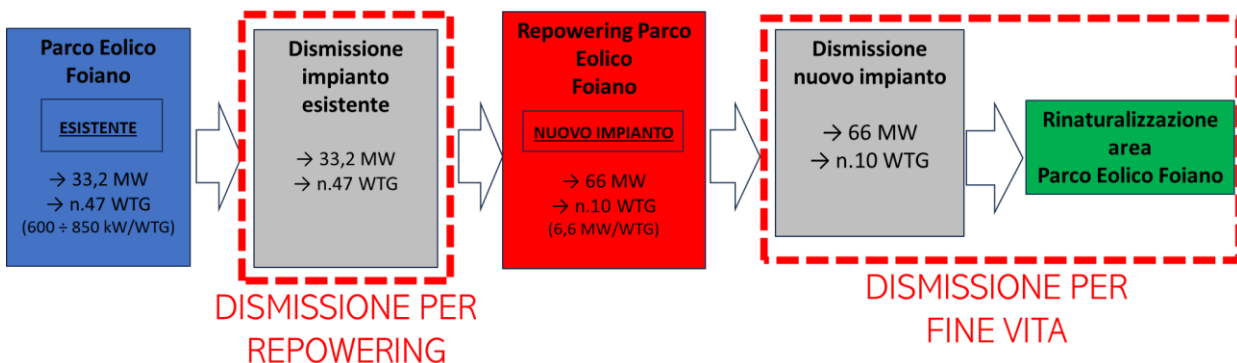 Parco Eolico
Foiano
ESISTENTE
→ 33,2 MW
→ n.47 WTG
(600 ÷ 850 kW/WTG)
Dismissione
impianto
esistente
→ 33,2 MW
→ n.47 WTG
DISMISSIONE PER
REPOWERING
Repowering Parco
Eolico
Foiano
NUOVO IMPIANTO
→ 66 MW
→ n.10 WTG
(6,6 MW/WTG)
Dismissione
nuovo impianto
→ 66 MW
→ n.10 WTG
Rinaturalizzazione
area
Parco Eolico Foiano
DISMISSIONE PER
FINE VITA